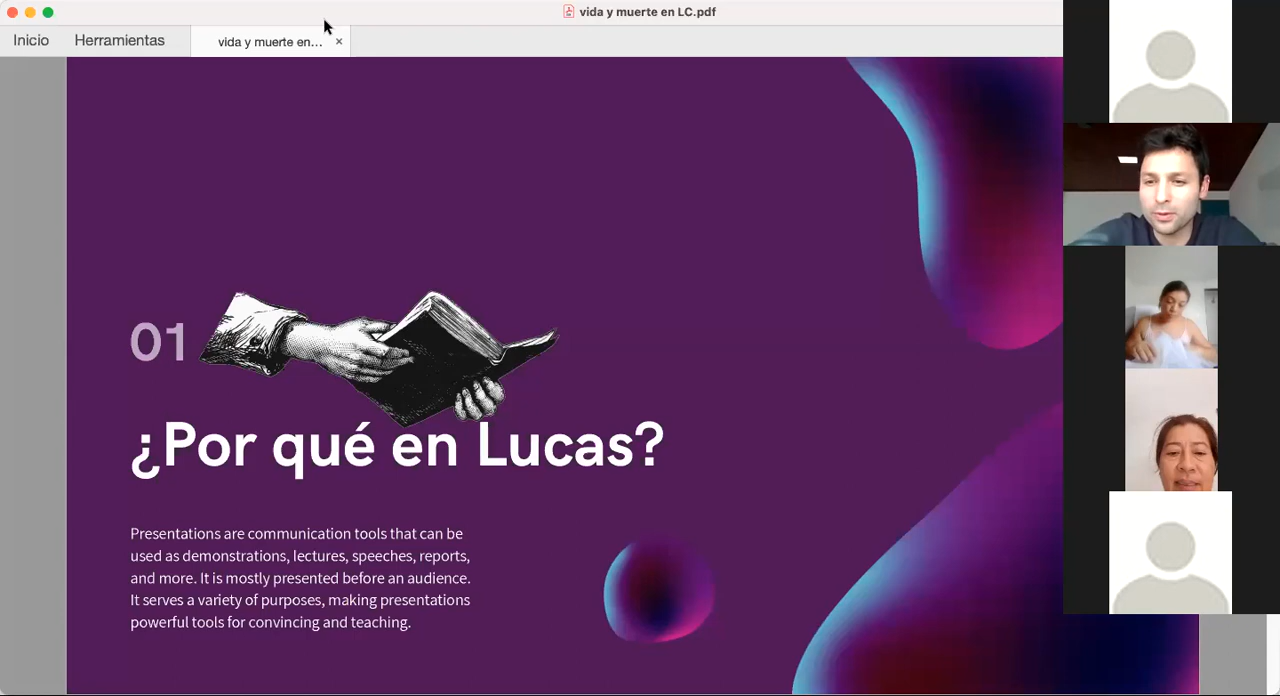 vida y muerte en LC.pdf
Inicio
Herramientas
vida y muerte en...
01
¿Por qué en Lucas?
Presentations are communication tools that can be
used as demonstrations, lectures, speeches, reports,
and more. It is mostly presented before an audience.
It serves a variety of purposes, making presentations
powerful tools for convincing and teaching.